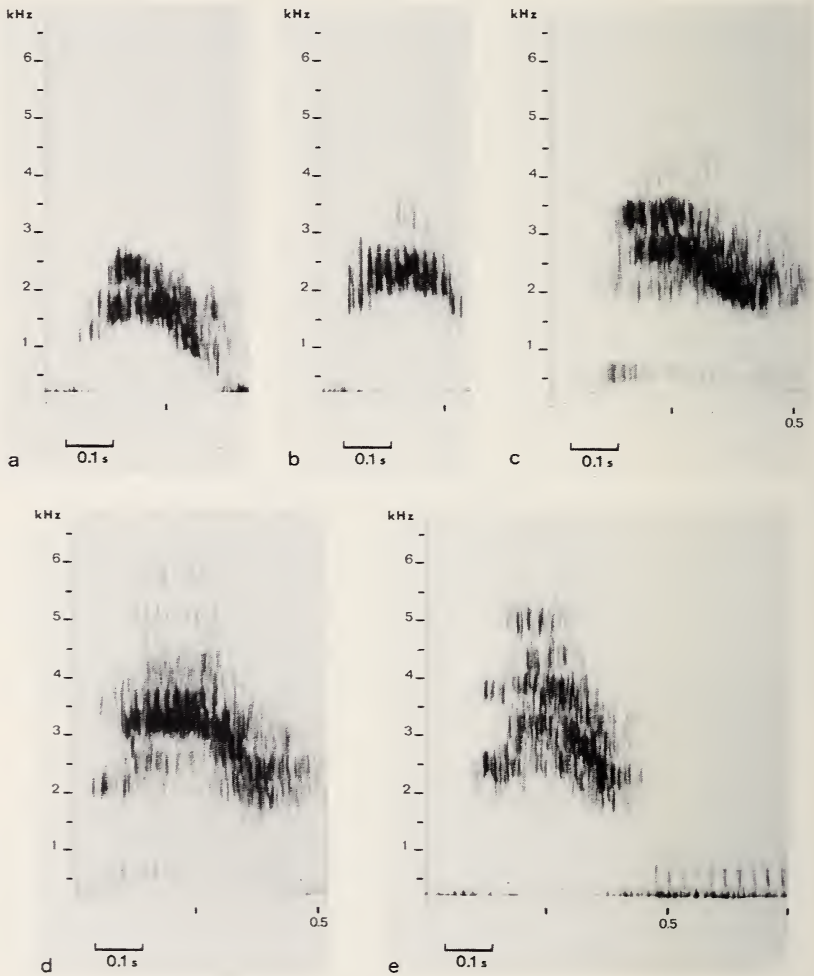 kHz kHz kHz
6 6 6
5 5 5
4 4 4
3 3 3
2 2 2
1 1 1
0.5
a 0.1 s b 0.1 s c 0.1 s
kHz kHz
6 6
5 5
4 4
3 3
2 2
1 1
0.5 0.5
d 0.1 s e 0.1 s